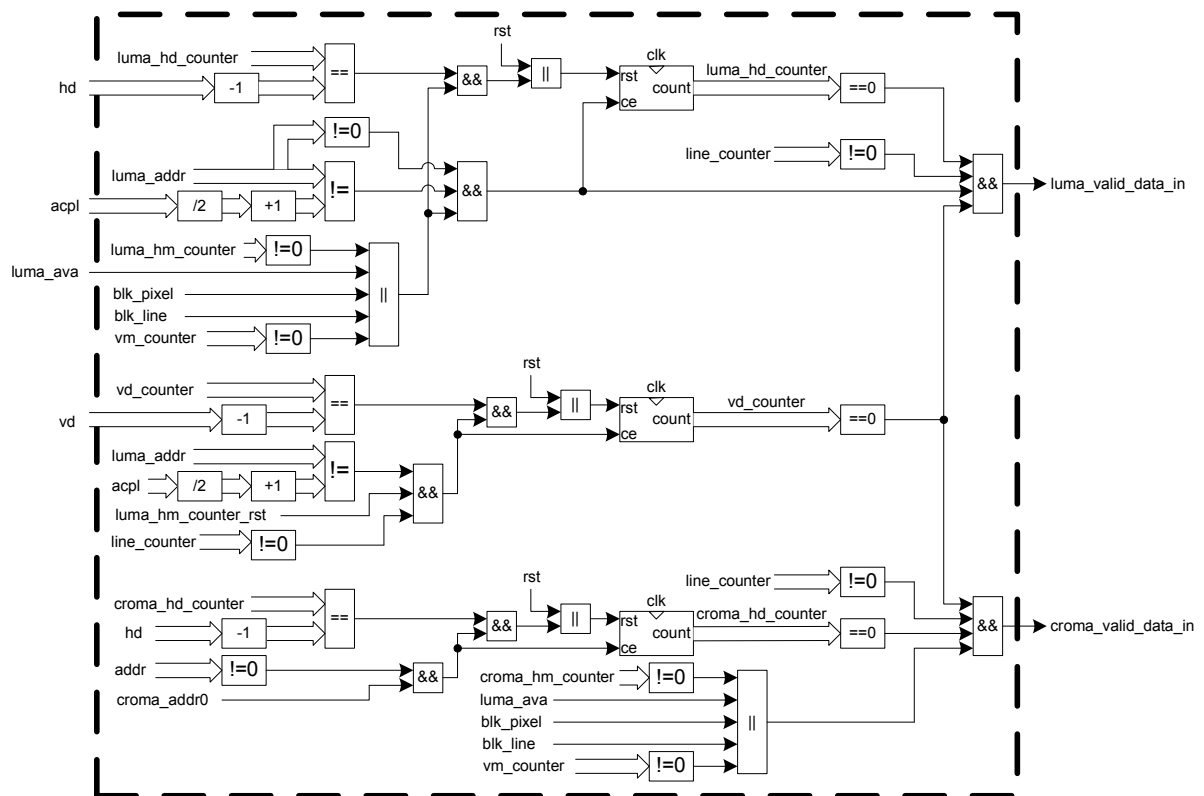 rst
clk
luma_hd_counter
==
luma_hd_counter
hd
-1
&&
||
rst
count
ce
==0
!=0
line_counter
!=0
luma_addr
!=
&&
&&
luma_valid_data_in
acpl
/2
+1
luma_hm_counter
!=0
luma_ava
blk_pixel
||
blk_line
vm_counter
!=0
rst
clk
vd_counter
==
vd_counter
vd
-1
&&
||
rst
count
ce
==0
luma_addr
!=
acpl
/2
+1
&&
luma_hm_counter_rst
line_counter
!=0
rst
clk
line_counter
!=0
croma_hd_counter
==
croma_hd_counter
hd
-1
&&
||
rst
count
ce
==0
&&
croma_valid_data_in
addr
!=0
&&
croma_addr0
croma_hm_counter
!=0
luma_ava
blk_pixel
||
blk_line
vm_counter
!=0